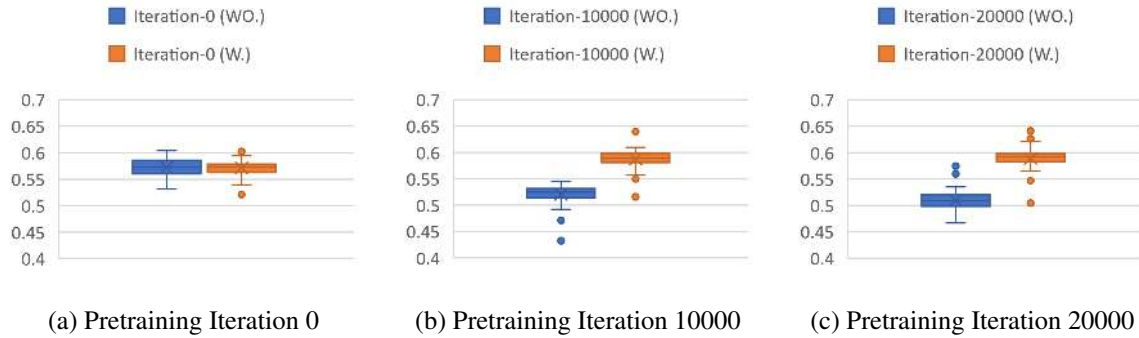 Iteration-0 (WO.)
Iteration-0 (W.)
0.7
0.65
0.6
0.55
0.5
0.45
0.4
(a) Pretraining Iteration 0
Iteration-10000 (WO.)
Iteration-10000 (W.)
0.7
0.65
0.6
0.55
0.5
0.45
0.4
(b) Pretraining Iteration 10000
Iteration-20000 (WO.)
Iteration-20000 (W.)
0.7
0.65
0.6
0.55
0.5
0.45
0.4
(c) Pretraining Iteration 20000